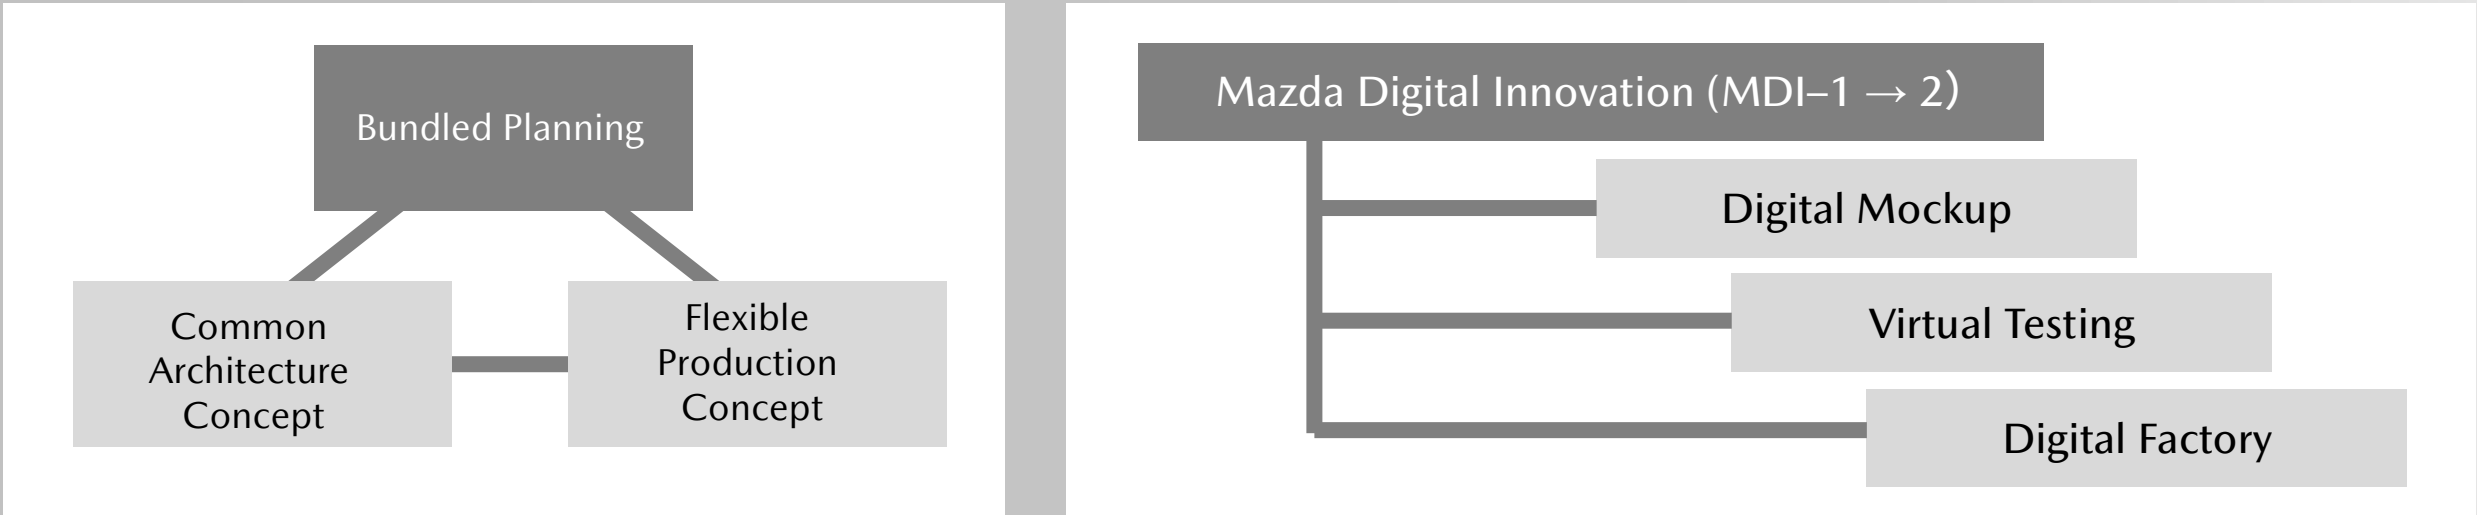 Bundled Planning
Common
Architecture
Concept
Flexible
Production
Concept
Mazda Digital Innovation (MDI–1 → 2)
Digital Mockup
Virtual Testing
Digital Factory